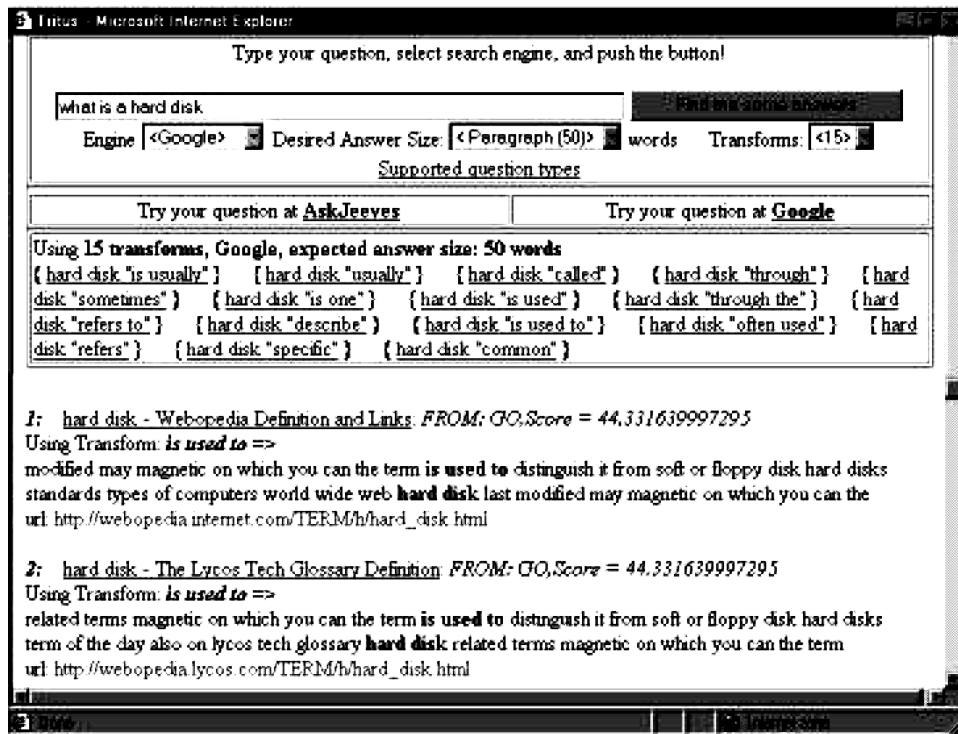 Tritus - Microsoft Internet Explorer
Type your question, select search engine, and push the button!
what is a hard disk
Find me some answers
Engine <Google> Desired Answer Size: < Paragraph (50)> words Transforms: <15>
Supported question types
Try your question at AskJeeves
Try your question at Google
Using 15 transforms, Google, expected answer size: 50 words
{ hard disk "is usually" } { hard disk "usually" } { hard disk "called" } { hard disk "through" } { hard
disk "sometimes" } { hard disk "is one" } { hard disk "is used" } { hard disk "through the" } { hard
disk "refers to" } { hard disk "describe" } { hard disk "is used to" } { hard disk "often used" } { hard
disk "refers" } { hard disk "specific" } { hard disk "common" }
1: hard disk - Webopedia Definition and Links: FROM: GO,Score = 44.331639997295
Using Transform: is used to =>
modified may magnetic on which you can the term is used to distinguish it from soft or floppy disk hard disks
standards types of computers world wide web hard disk last modified may magnetic on which you can the
url: http://webopedia.internet.com/TERM/h/hard_disk.html
2: hard disk - The Lycos Tech Glossary Definition: FROM: GO,Score = 44.331639997295
Using Transform: is used to =>
related terms magnetic on which you can the term is used to distinguish it from soft or floppy disk hard disks
term of the day also on lycos tech glossary hard disk related terms magnetic on which you can the term
url: http://webopedia.lycos.com/TERM/h/hard_disk.html
Done
Internet zone